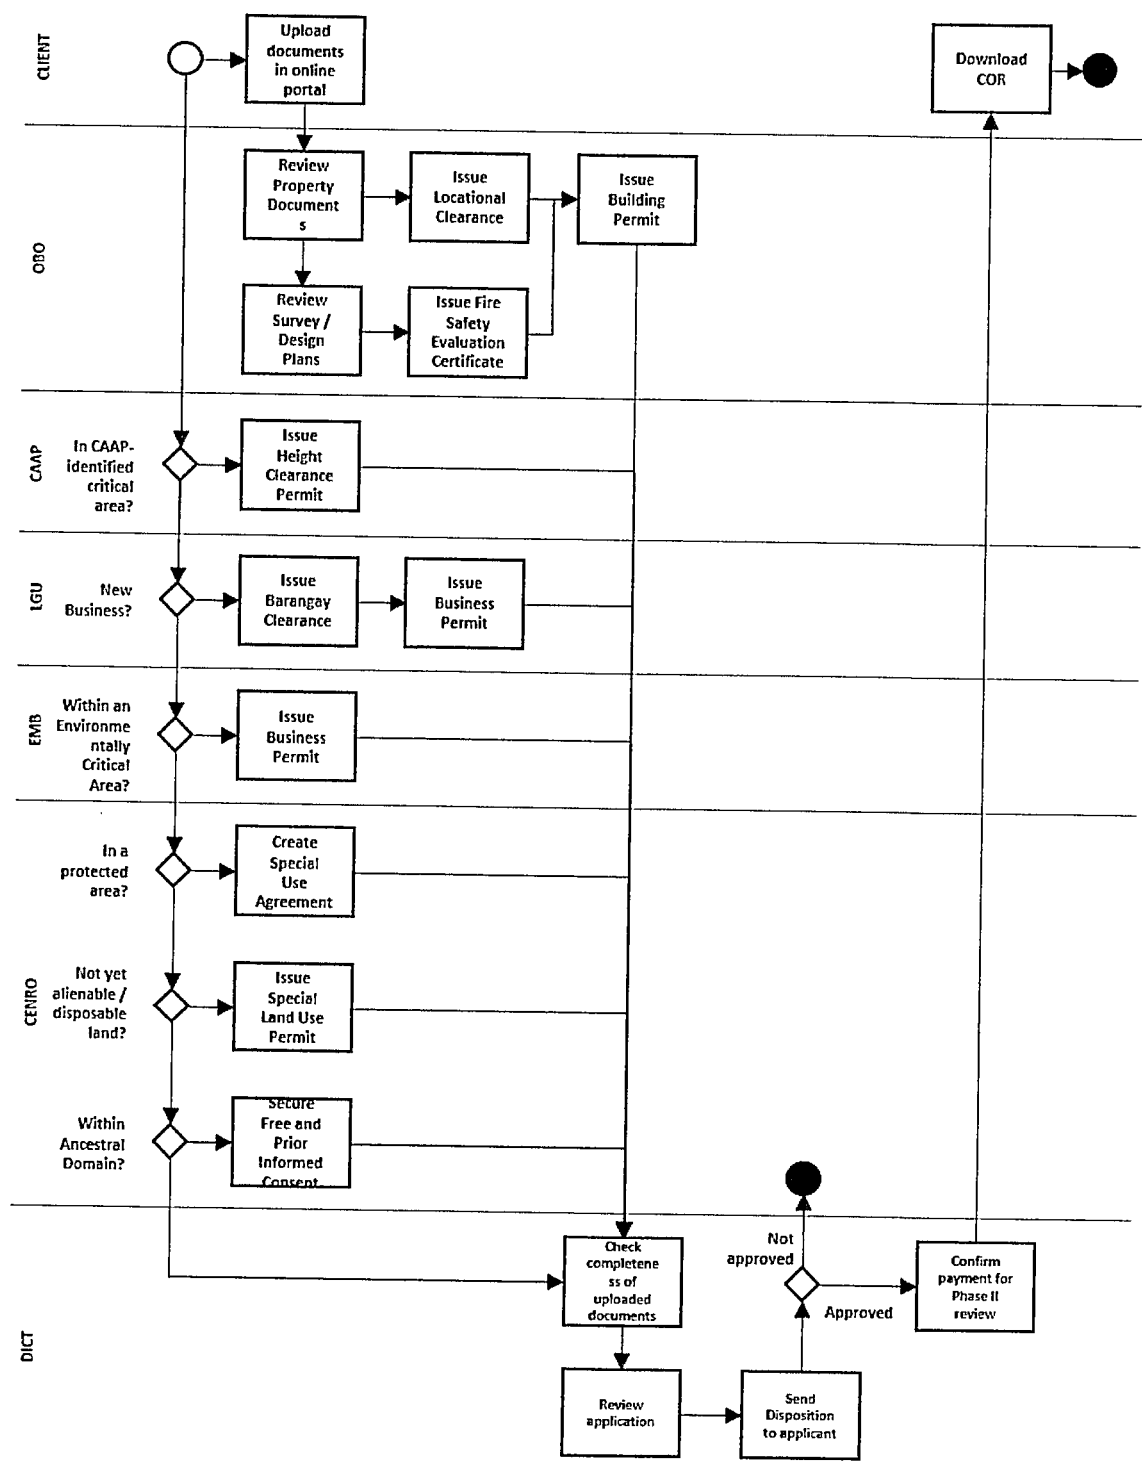 CLIENT
Upload
documents
in online
portal
Download
COR
OBO
Review
Property
Document
s
Issue
Locational
Clearance
Issue
Building
Permit
Review
Survey /
Design
Plans
Issue Fire
Safety
Evaluation
Certificate
CAAP
In CAAP-
identified
critical
area?
Issue
Height
Clearance
Permit
LGU
New
Business?
Issue
Barangay
Clearance
Issue
Business
Permit
EMB
Within an
Environme
ntally
Critical
Area?
Issue
Business
Permit
CENRO
In a
protected
area?
Create
Special
Use
Agreement
Not yet
alienable /
disposable
land?
Issue
Special
Land Use
Permit
Within
Ancestral
Domain?
Secure
Free and
Prior
Informed
Consent
DICT
Check
completene
ss of
uploaded
documents
Not
approved
Approved
Confirm
payment for
Phase II
review
Review
application
Send
Disposition
to applicant